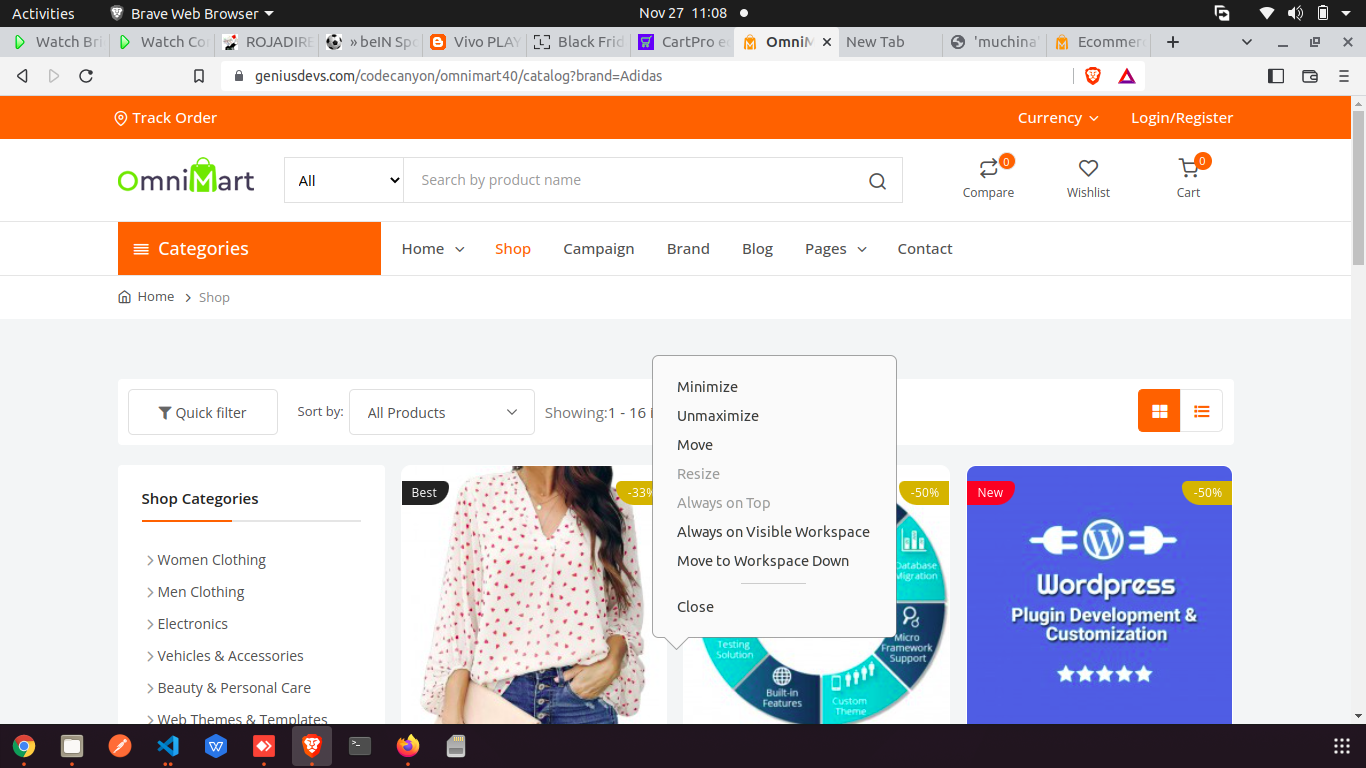 Activities
Brave Web Browser
Nov 27 11:08
Watch Bri
Watch Cor
ROJADIRE
» beIN Spo
Vivo PLAY
Black Frid
CartPro e
OmniM
New Tab
'muchina'
Ecommer
geniusdevs.com/codecanyon/omnimart40/catalog?brand=Adidas
Track Order
Currency
Login/Register
OmniMart
All
Search by product name
0
Compare
Wishlist
0
Cart
Categories
Home
Shop
Campaign
Brand
Blog
Pages
Contact
Home
Shop
Quick filter
Sort by:
All Products
Showing:1 - 16 i
Minimize
Unmaximize
Move
Resize
Always on Top
Always on Visible Workspace
Move to Workspace Down
Close
Shop Categories
Women Clothing
Men Clothing
Electronics
Vehicles & Accessories
Beauty & Personal Care
Web Themes & Templates
Best
-33%
-50%
Database
Migration
Micro
Framework
Support
Custom
Theme
Built-in
Features
Testing
Solution
New
-50%
Wordpress
Plugin Development &
Customization